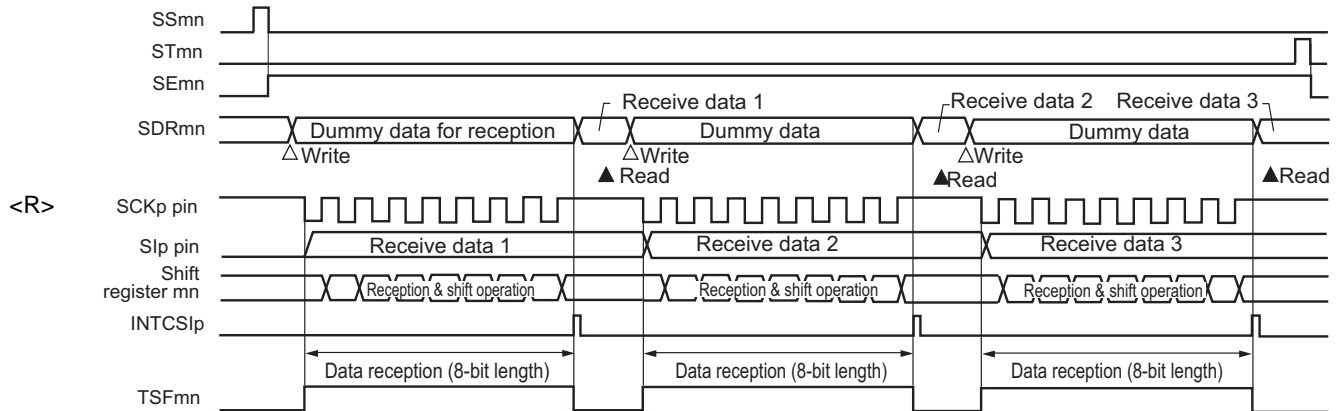 SSmn
STmn
SEmn
Receive data 1
Receive data 2 Receive data 3
SDRmn Dummy data for reception Dummy data Dummy data
△Write △Write △Write
▲ Read ▲Read ▲Read
<R> SCKp pin
SIp pin Receive data 1 Receive data 2 Receive data 3
Shift
register mn Reception & shift operation Reception & shift operation Reception & shift operation
INTCSIp
Data reception (8-bit length) Data reception (8-bit length) Data reception (8-bit length)
TSFmn